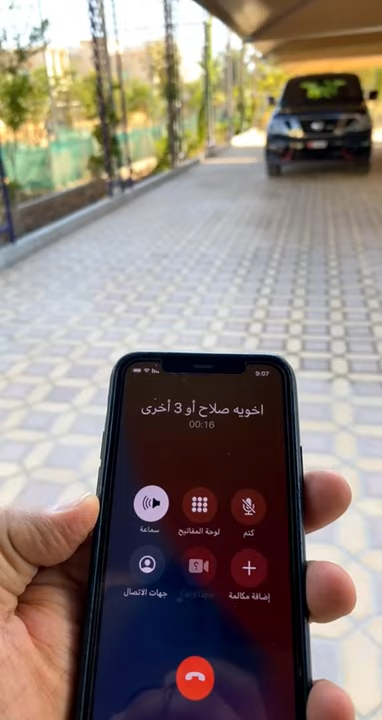 9:07
اخويه صلاح أو 3 أخرى
00:16
سماعة
لوحة المفاتيح
كتم
جهات الاتصال
إضافة مكالمة